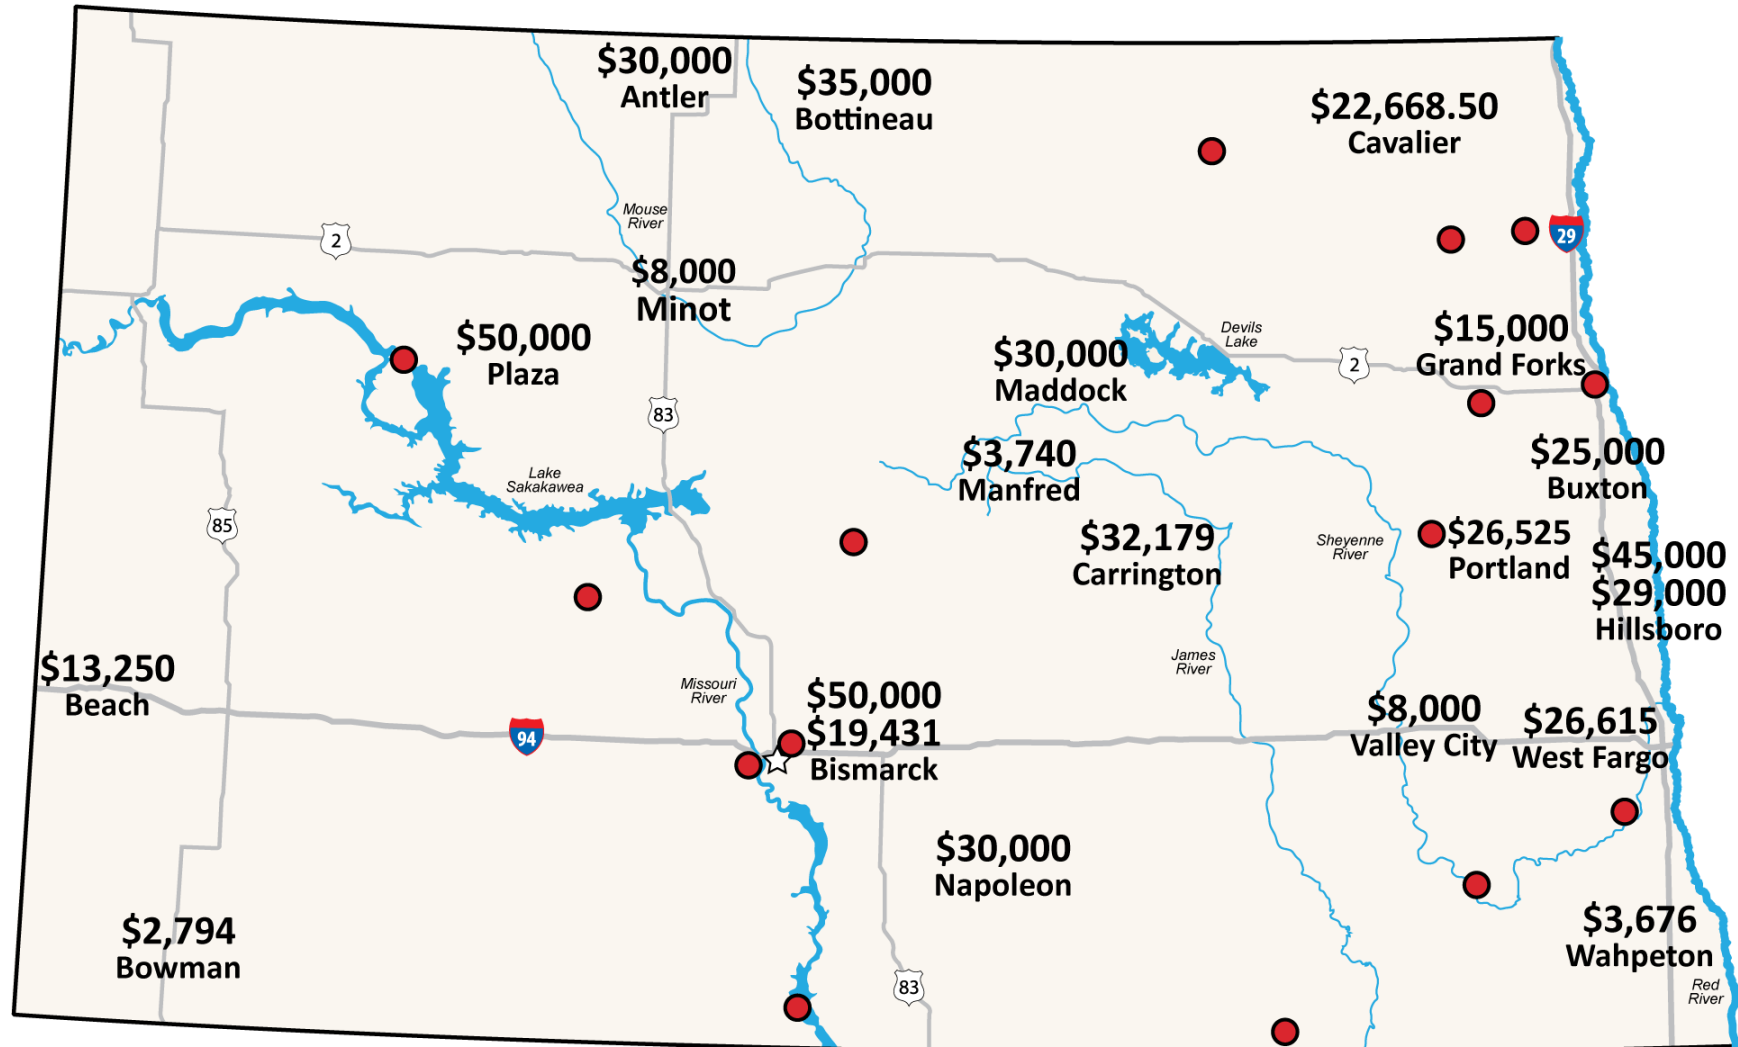 $30,000
Antler
$35,000
Bottineau
$22,668.50
Cavalier
Mouse
River
2
29
$8,000
Minot
$50,000
Plaza
$30,000
Maddock
Devils
Lake
2
$15,000
Grand Forks
83
$3,740
Manfred
$25,000
Buxton
Lake
Sakakawea
85
$32,179
Carrington
Sheyenne
River
$26,525
Portland
$45,000
$29,000
Hillsboro
$13,250
Beach
Missouri
River
James
River
94
$50,000
$19,431
Bismarck
$8,000
Valley City
$26,615
West Fargo
$30,000
Napoleon
$2,794
Bowman
$3,676
Wahpeton
83
Red
River